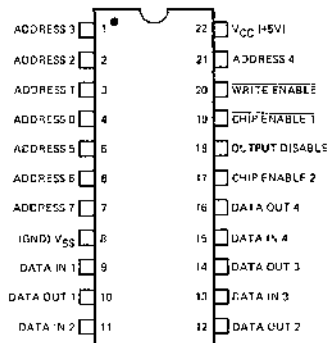 ADDRESS 3 1 22 VCC (+5V)
ADDRESS 2 2 21 ADDRESS 4
ADDRESS 1 3 20 WRITE ENABLE
ADDRESS 0 4 19 CHIP ENABLE 1
ADDRESS 5 5 18 OUTPUT DISABLE
ADDRESS 6 6 17 CHIP ENABLE 2
ADDRESS 7 7 16 DATA OUT 4
(GND) VSS 8 15 DATA IN 4
DATA IN 1 9 14 DATA OUT 3
DATA OUT 1 10 13 DATA IN 3
DATA IN 2 11 12 DATA OUT 2